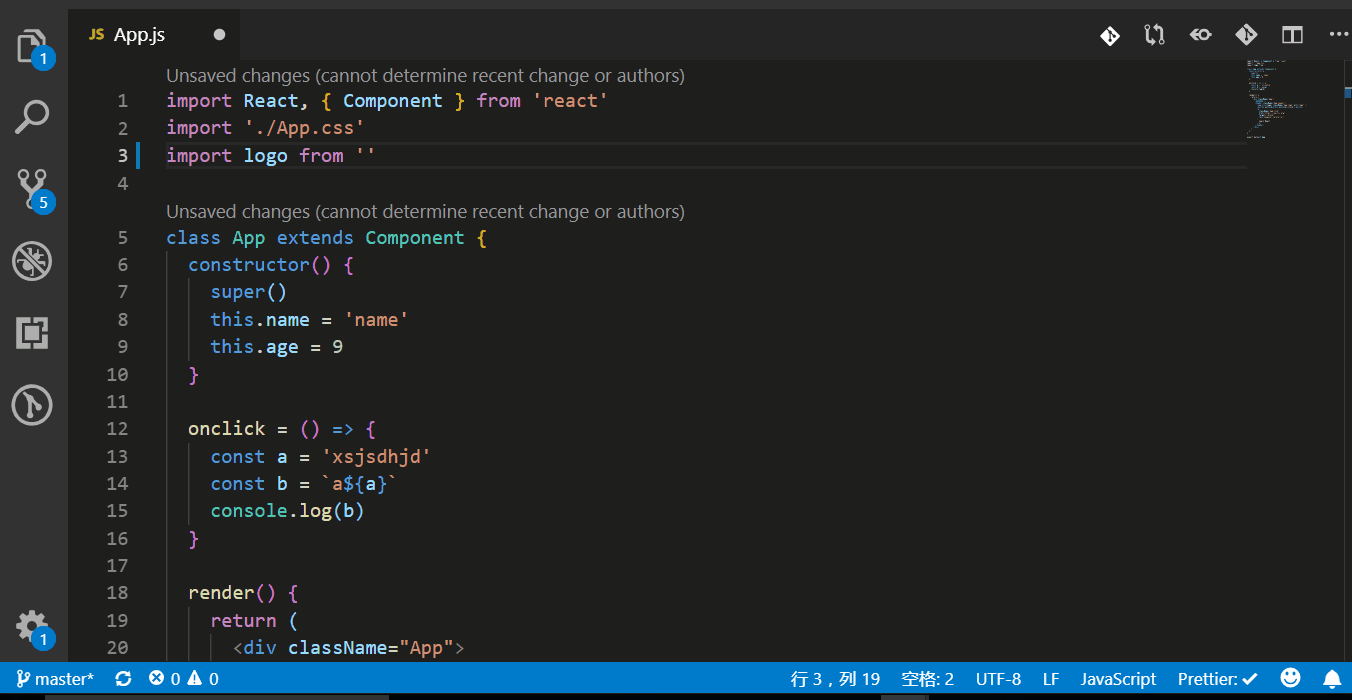 JS App.js
1
Unsaved changes (cannot determine recent change or authors)
1 import React, { Component } from 'react'
2 import './App.css'
3 import logo from ''
4
Unsaved changes (cannot determine recent change or authors)
5 class App extends Component {
6 constructor() {
7 super()
8 this.name = 'name'
9 this.age = 9
10 }
11
12 onclick = () => {
13 const a = 'xsjsdhjd'
14 const b = `a${a}`
15 console.log(b)
16 }
17
18 render() {
19 return (
20 <div className="App">
5
1
master* 0 0 行 3，列 19 空格: 2 UTF-8 LF JavaScript Prettier: ✓